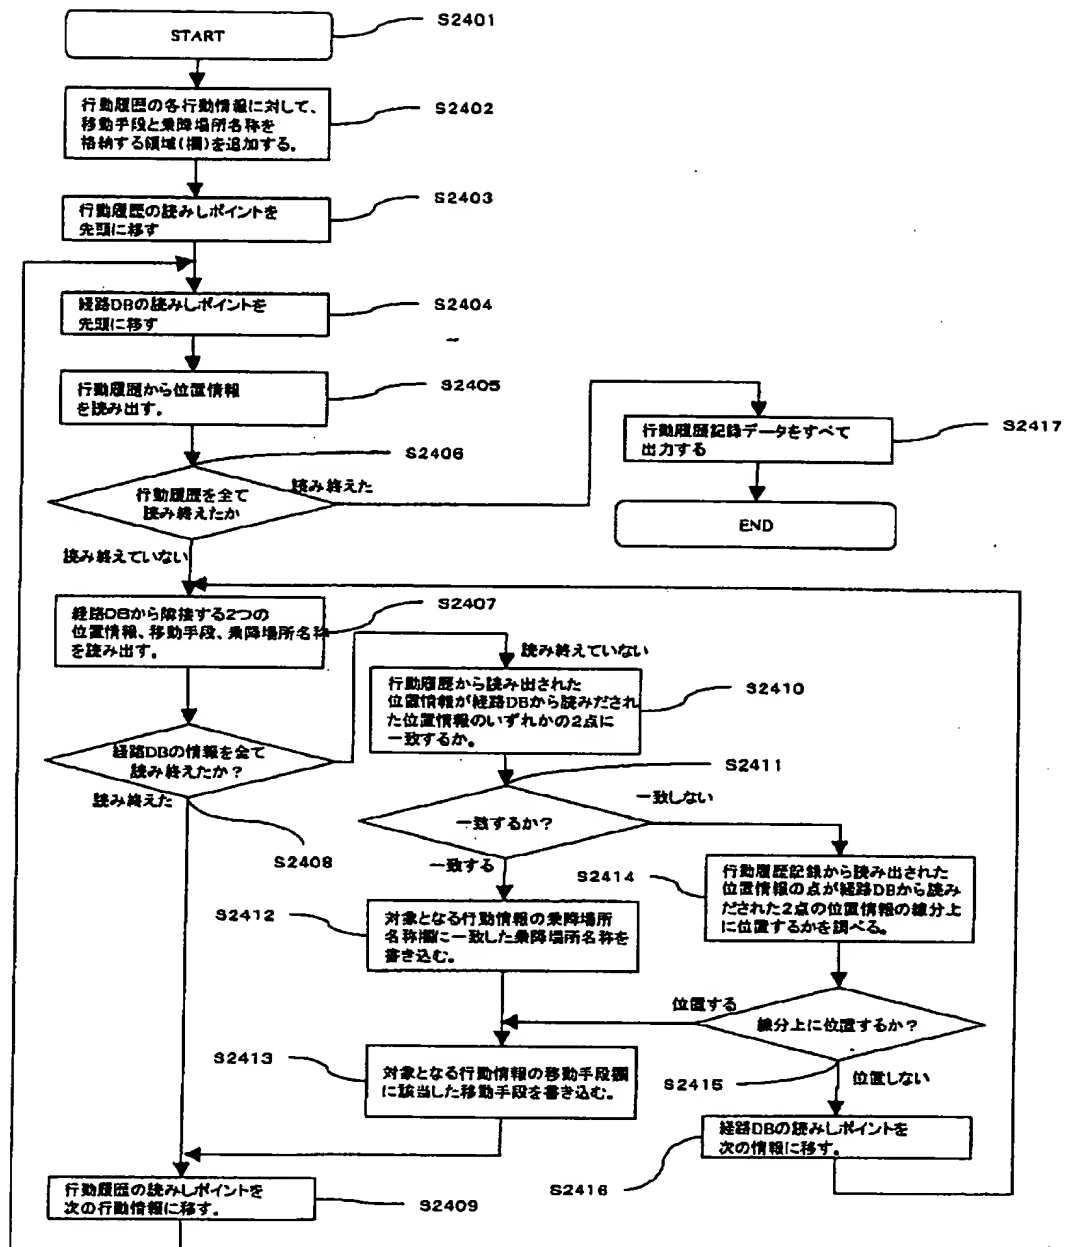 START
S2401
行動履歴の各行動情報に対して、
移動手段と乗降場所名称を
格納する領域(欄)を追加する。
S2402
行動履歴の読みしポイントを
先頭に移す
S2403
経路DBの読みしポイントを
先頭に移す
S2404
行動履歴から位置情報
を読み出す。
S2405
行動履歴記録データをすべて
出力する
S2417
END
S2406
行動履歴を全て
読み終えたか
読み終えた
読み終えていない
経路DBから隣接する2つの
位置情報、移動手段、乗降場所名称
を読み出す。
S2407
読み終えていない
行動履歴から読み出された
位置情報が経路DBから読みだされ
た位置情報のいずれかの2点に
一致するか。
S2410
経路DBの情報を全て
読み終えたか？
読み終えた
S2408
S2411
一致するか？
一致しない
一致する
S2414
行動履歴記録から読み出された
位置情報の点が経路DBから読み
だされた2点の位置情報の線分上
に位置するかを調べる。
S2412
対象となる行動情報の乗降場所
名称欄に一致した乗降場所名称を
書き込む。
位置する
線分上に位置するか？
S2413
対象となる行動情報の移動手段欄
に該当した移動手段を書き込む。
S2415
位置しない
経路DBの読みしポイントを
次の情報に移す。
S2416
行動履歴の読みしポイントを
次の行動情報に移す。
S2409